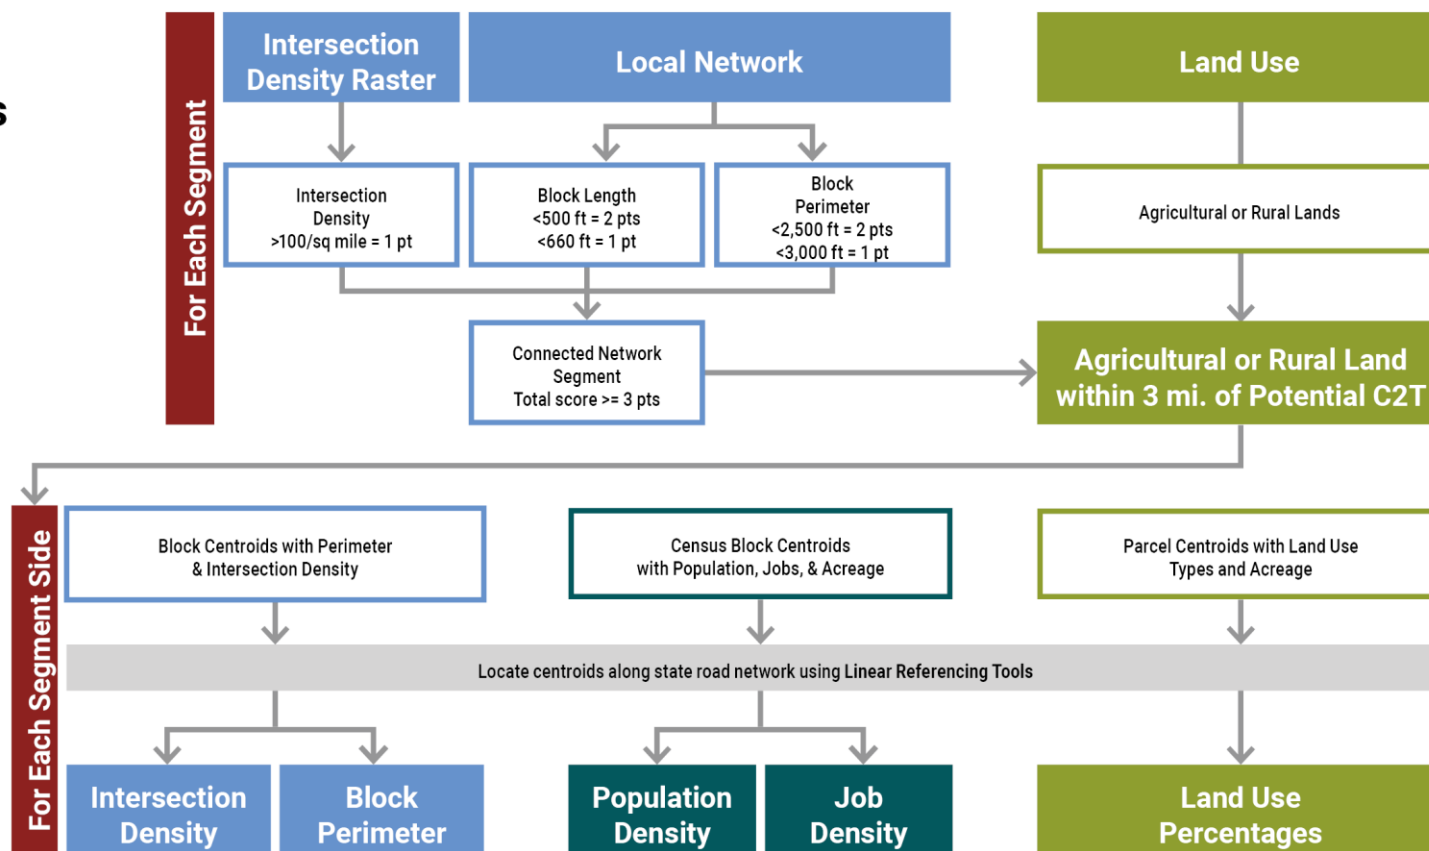 s
For Each Segment
Intersection
Density Raster
Local Network
Land Use
Intersection
Density
>100/sq mile = 1 pt
Block Length
<500 ft = 2 pts
<660 ft = 1 pt
Block
Perimeter
<2,500 ft = 2 pts
<3,000 ft = 1 pt
Agricultural or Rural Lands
Connected Network
Segment
Total score >= 3 pts
Agricultural or Rural Land
within 3 mi. of Potential C2T
For Each Segment Side
Block Centroids with Perimeter
& Intersection Density
Census Block Centroids
with Population, Jobs, & Acreage
Parcel Centroids with Land Use
Types and Acreage
Locate centroids along state road network using Linear Referencing Tools
Intersection
Density
Block
Perimeter
Population
Density
Job
Density
Land Use
Percentages